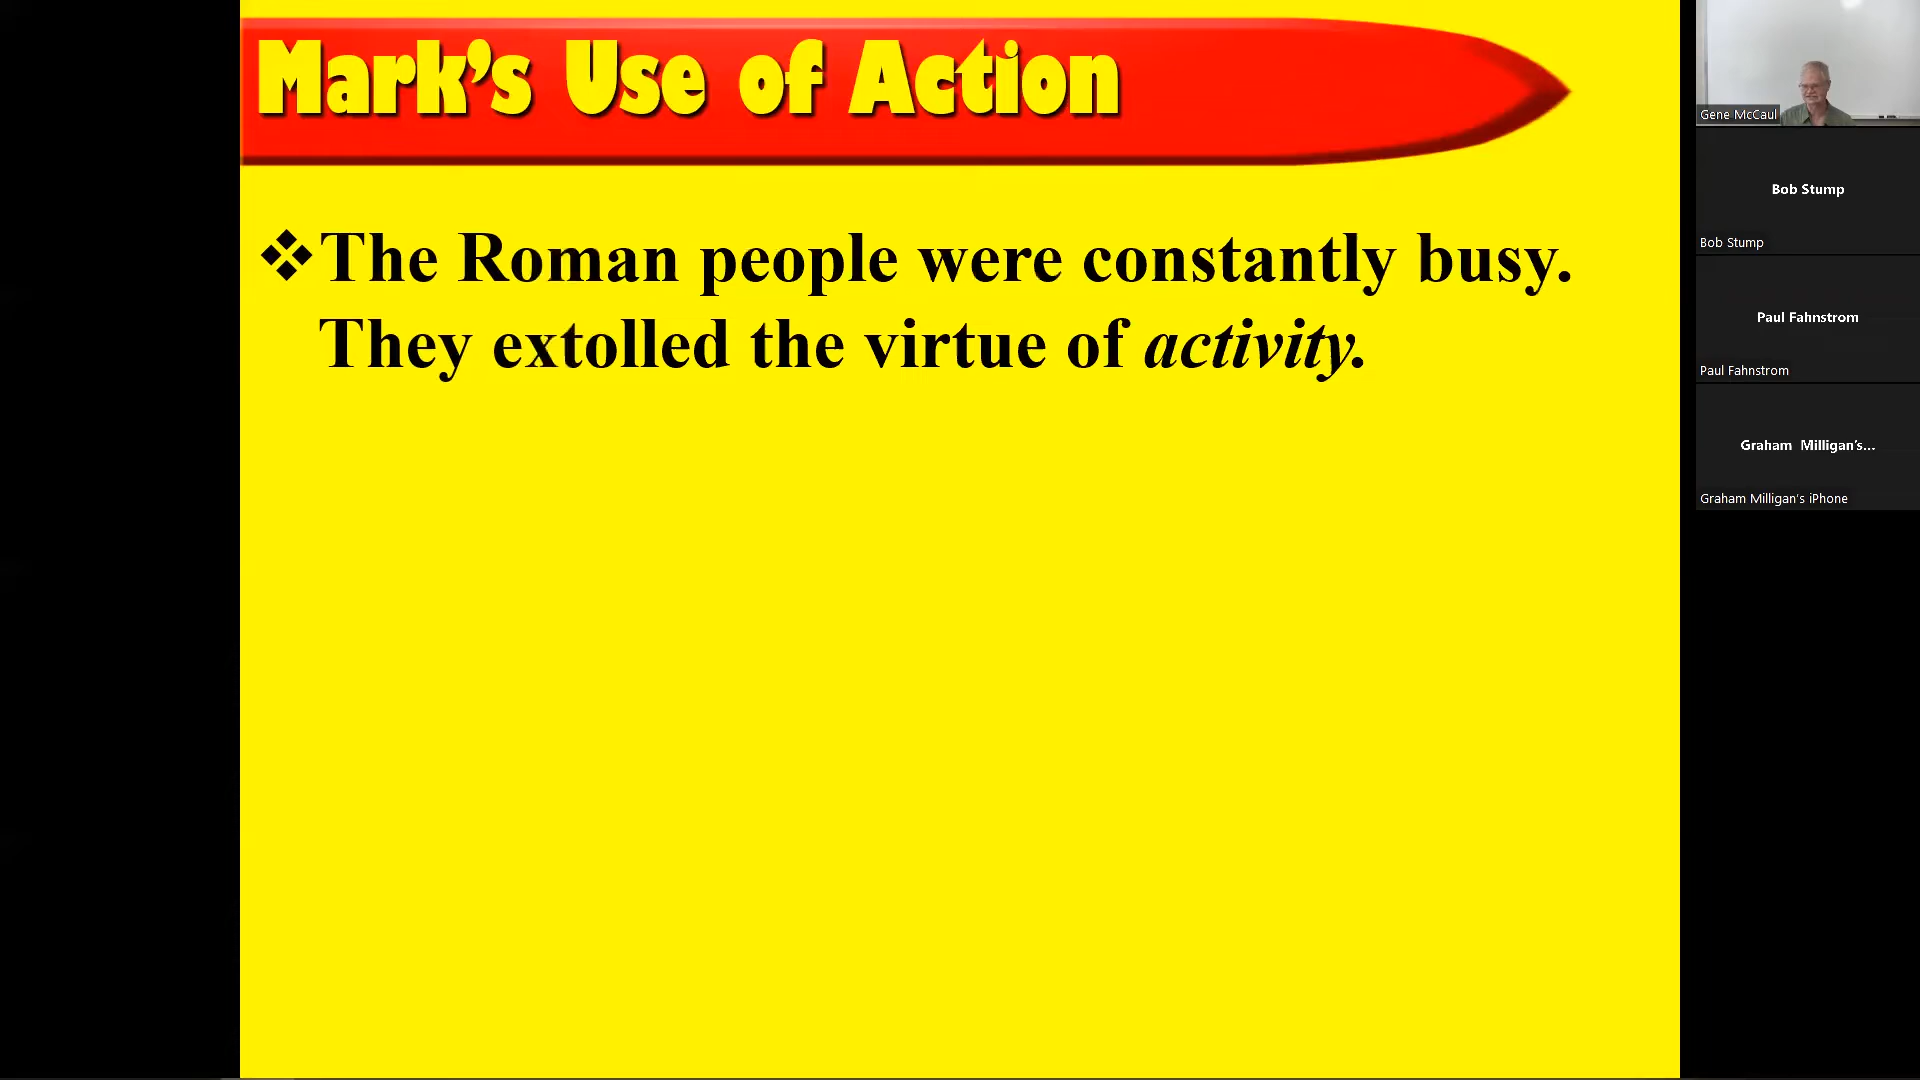 Mark's Use of Action
❖The Roman people were constantly busy.
They extolled the virtue of activity.
Gene McCaul
Bob Stump
Bob Stump
Paul Fahnstrom
Paul Fahnstrom
Graham Milligan's...
Graham Milligan's iPhone